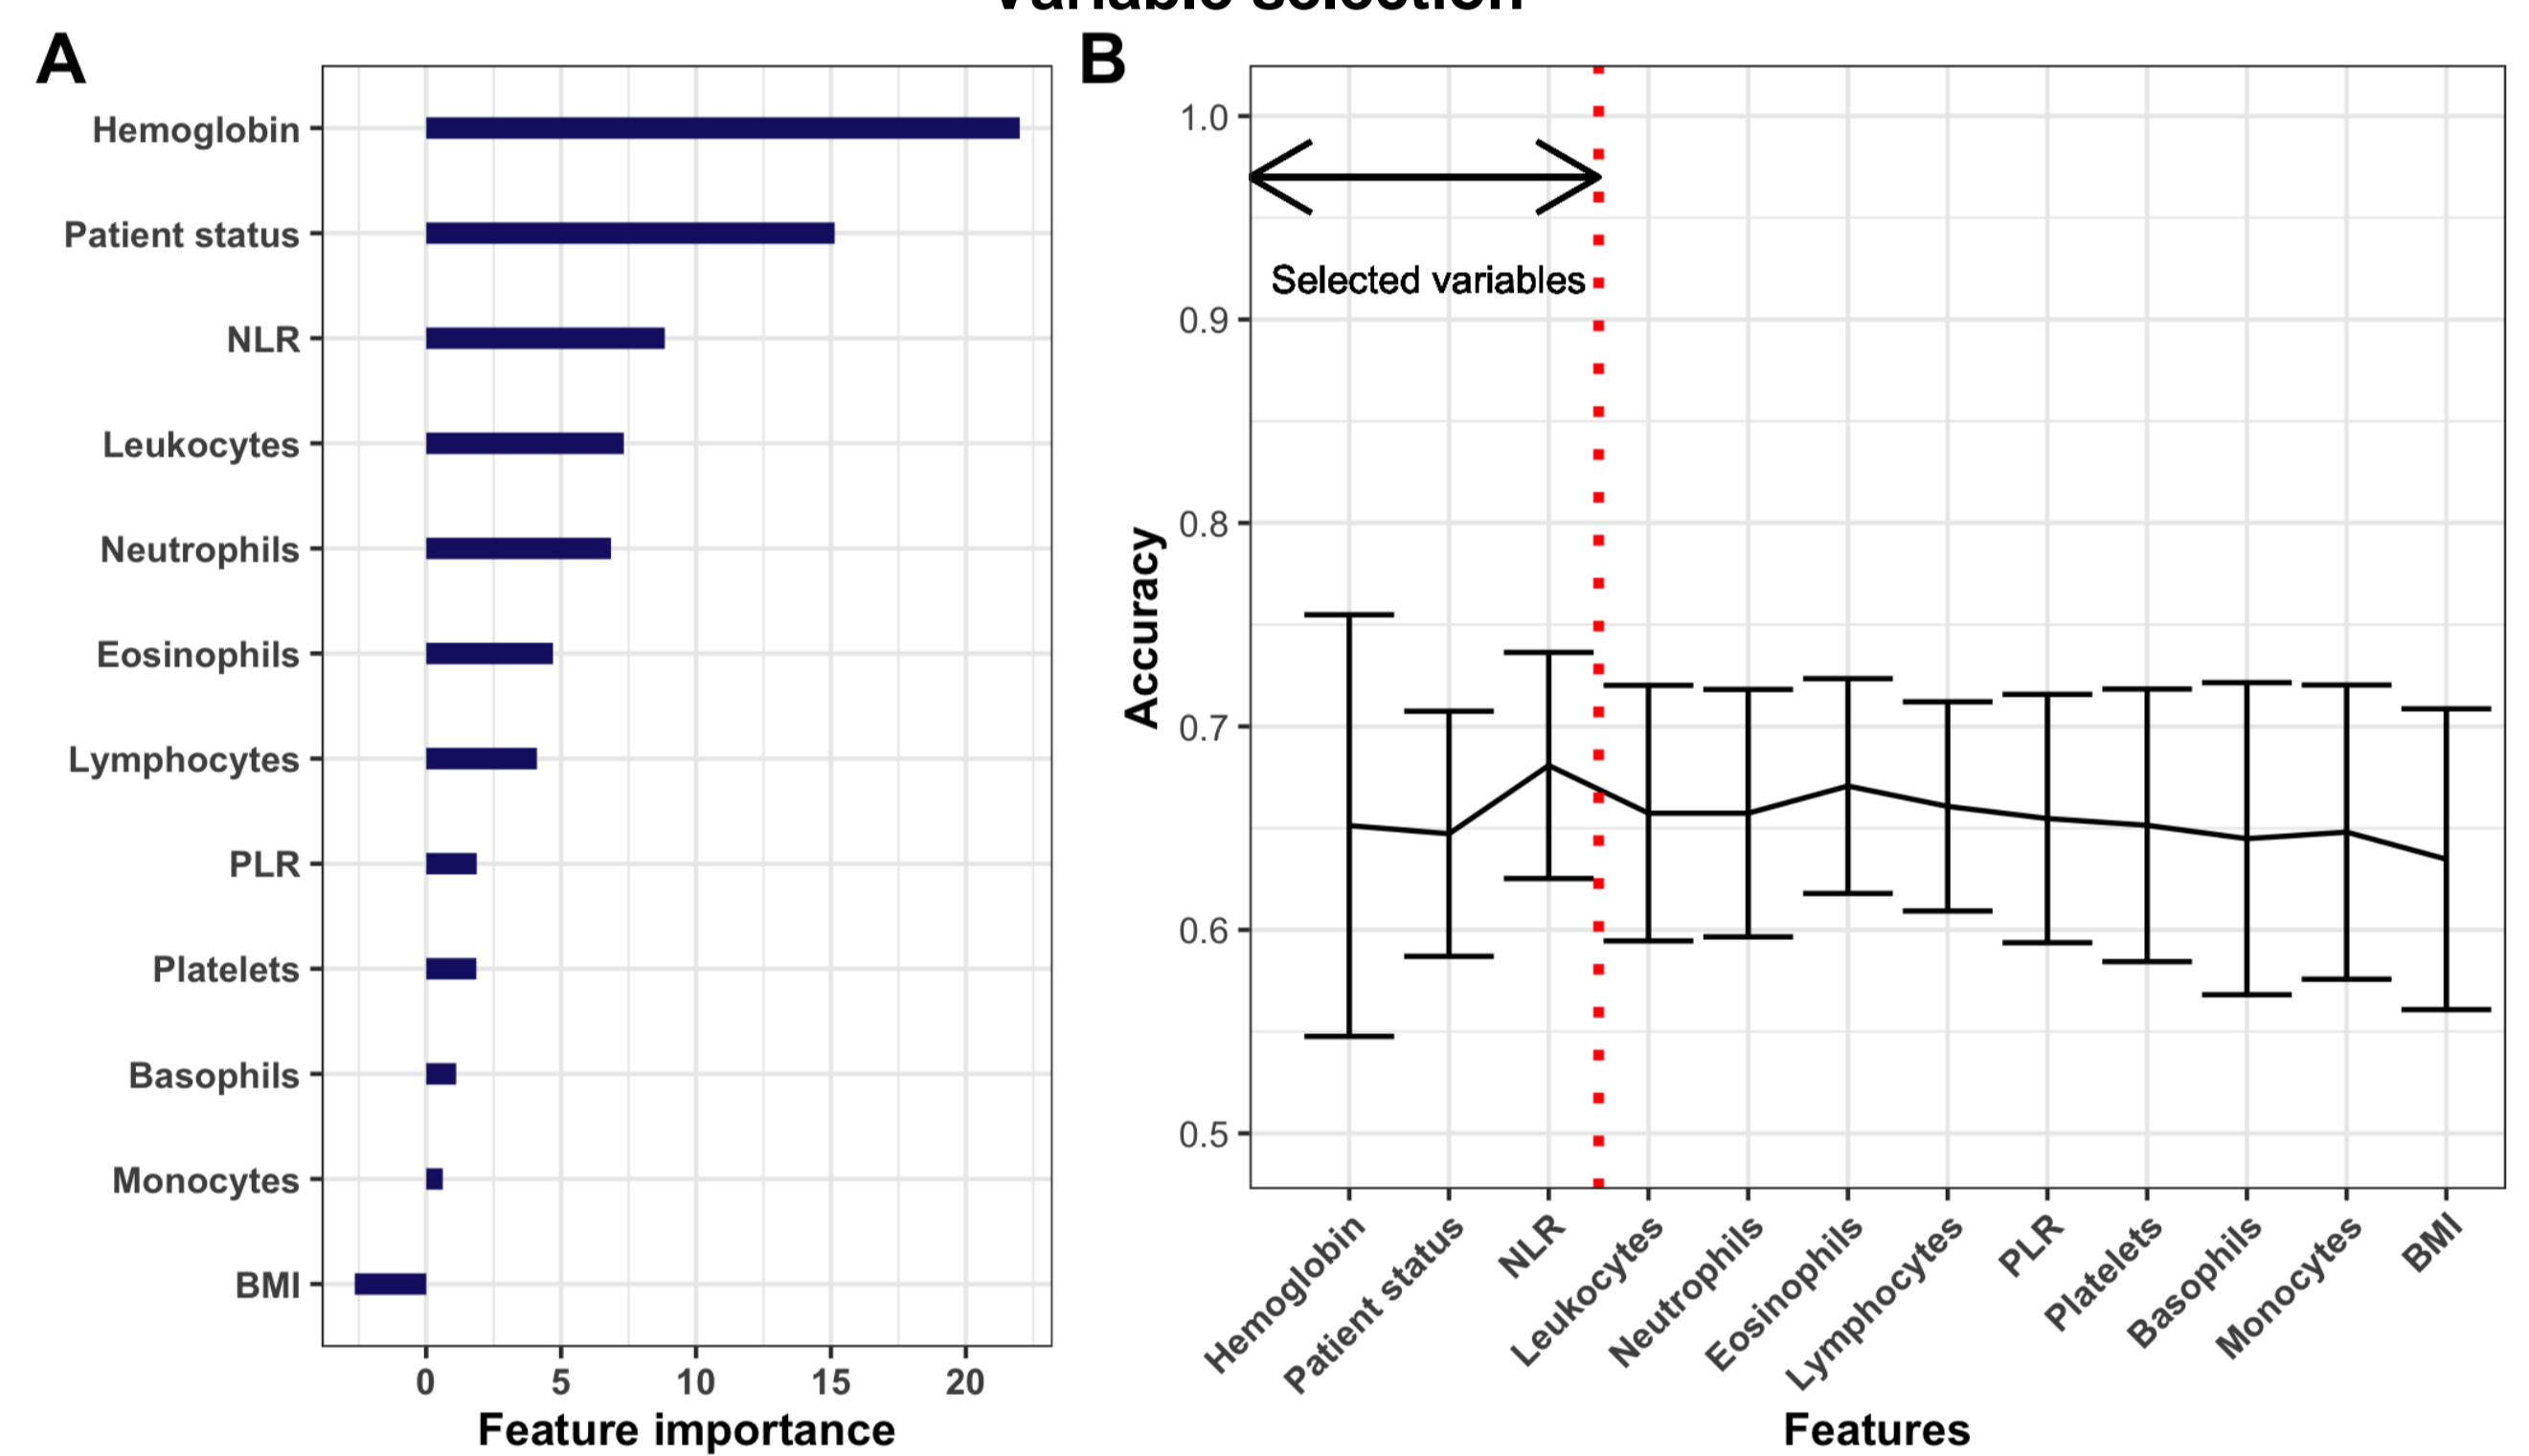 Variable selection
A
Hemoglobin
Patient status
NLR
Leukocytes
Neutrophils
Eosinophils
Lymphocytes
PLR
Platelets
Basophils
Monocytes
BMI
0 5 10 15 20
Feature importance
B
1.0
0.9
0.8
0.7
0.6
0.5
Accuracy
Selected variables
Hemoglobin
Patient status
NLR
Leukocytes
Neutrophils
Eosinophils
Lymphocytes
PLR
Platelets
Basophils
Monocytes
BMI
Features